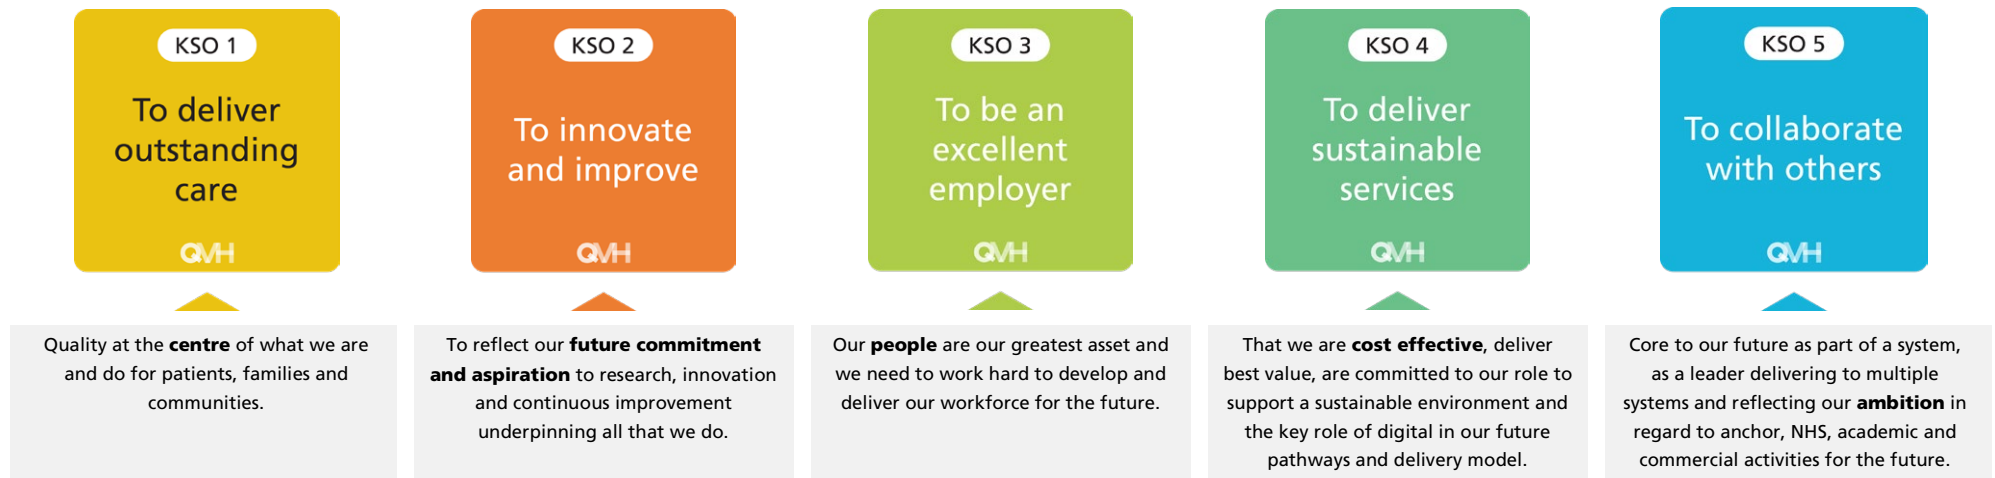 KSO 1
To deliver
outstanding
care
QVH
Quality at the centre of what we are
and do for patients, families and
communities.
KSO 2
To innovate
and improve
QVH
To reflect our future commitment
and aspiration to research, innovation
and continuous improvement
underpinning all that we do.
KSO 3
To be an
excellent
employer
QVH
Our people are our greatest asset and
we need to work hard to develop and
deliver our workforce for the future.
KSO 4
To deliver
sustainable
services
QVH
That we are cost effective, deliver
best value, are committed to our role to
support a sustainable environment and
the key role of digital in our future
pathways and delivery model.
KSO 5
To collaborate
with others
QVH
Core to our future as part of a system,
as a leader delivering to multiple
systems and reflecting our ambition in
regard to anchor, NHS, academic and
commercial activities for the future.